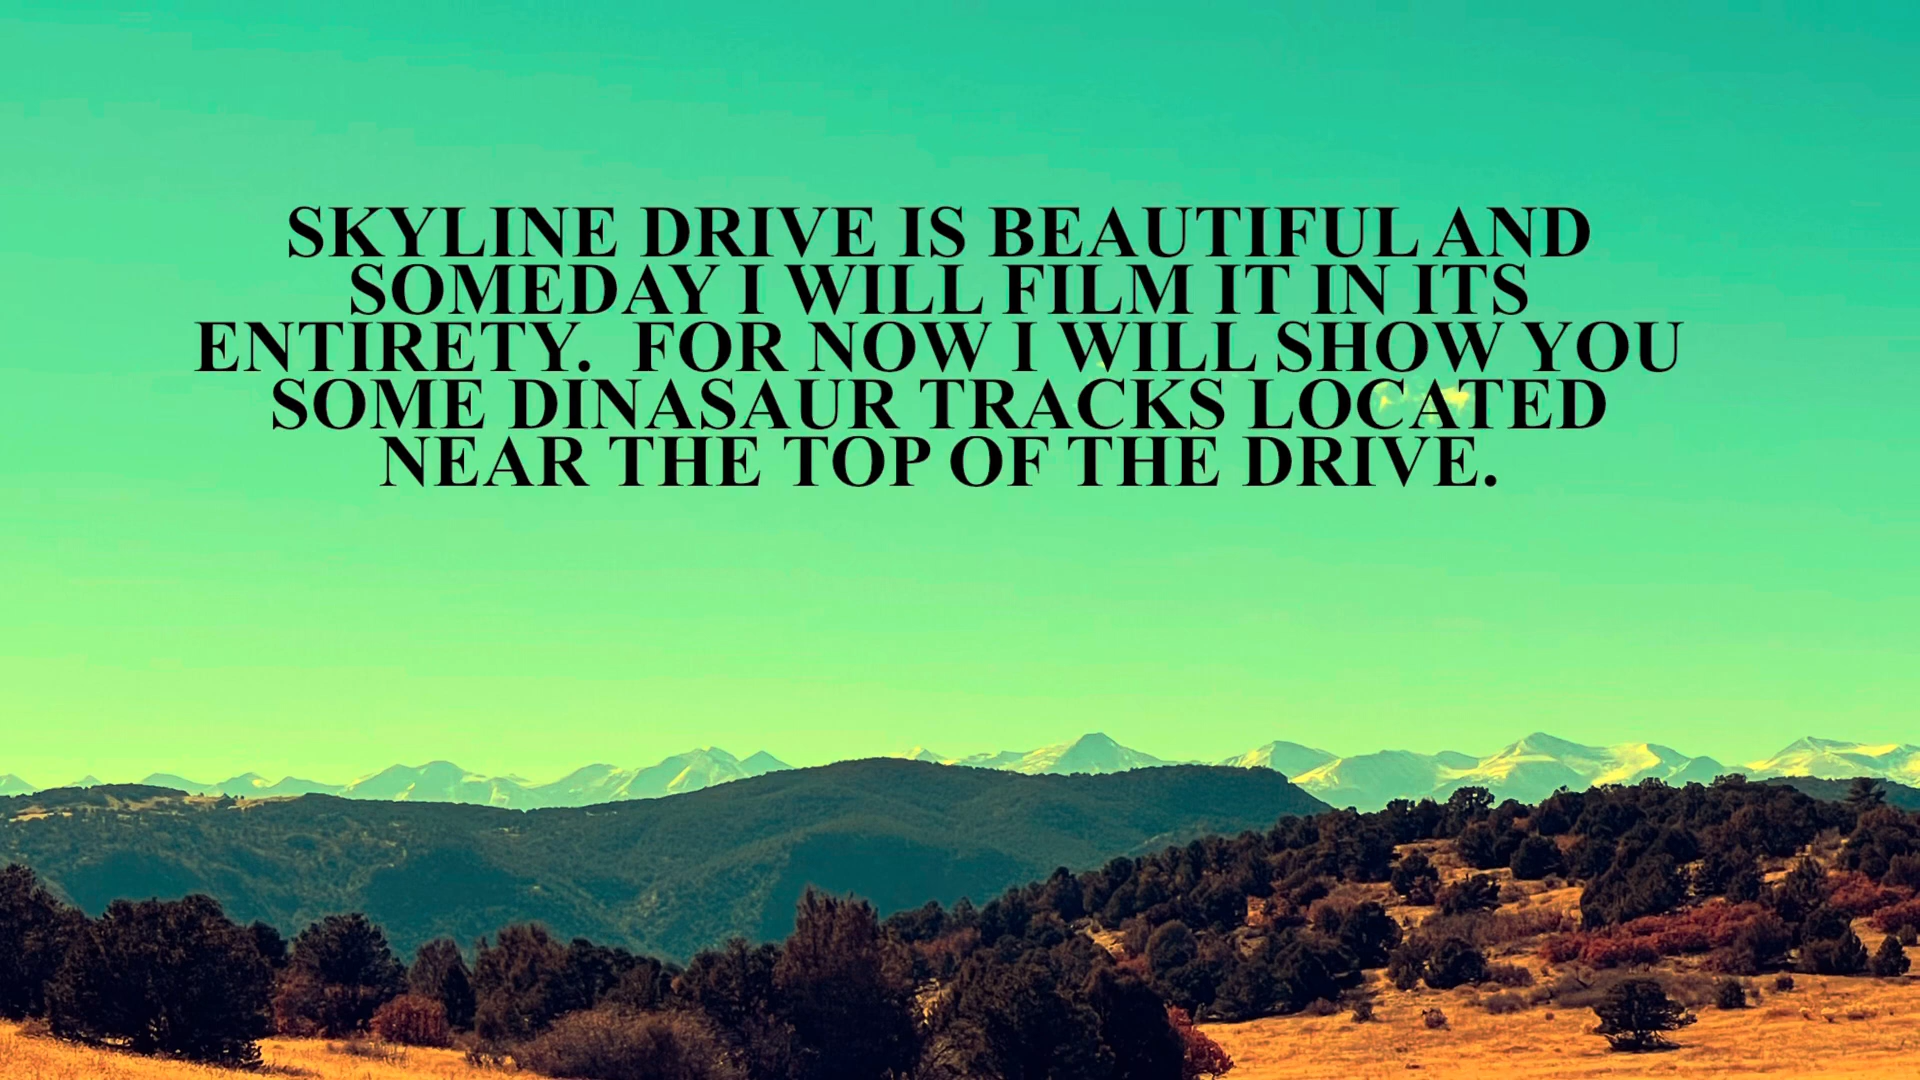 SKYLINE DRIVE IS BEAUTIFUL AND
SOMEDAY I WILL FILM IT IN ITS
ENTIRETY.  FOR NOW I WILL SHOW YOU
SOME DINASAUR TRACKS LOCATED
NEAR THE TOP OF THE DRIVE.